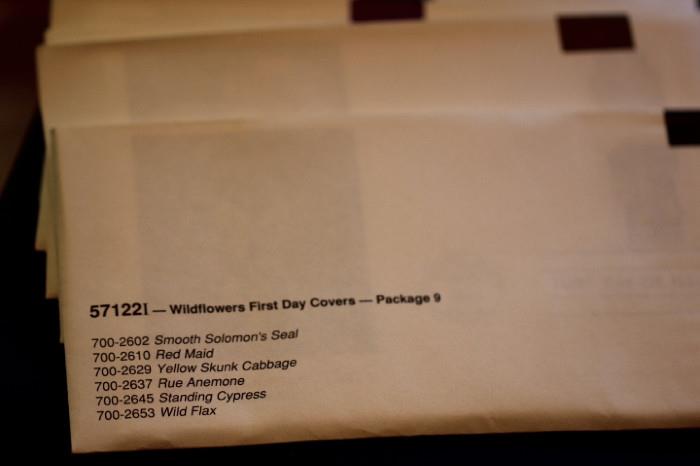 57122I — Wildflowers First Day Covers — Package 9
700-2602 Smooth Solomon's Seal
700-2610 Red Maid
700-2629 Yellow Skunk Cabbage
700-2637 Rue Anemone
700-2645 Standing Cypress
700-2653 Wild Flax